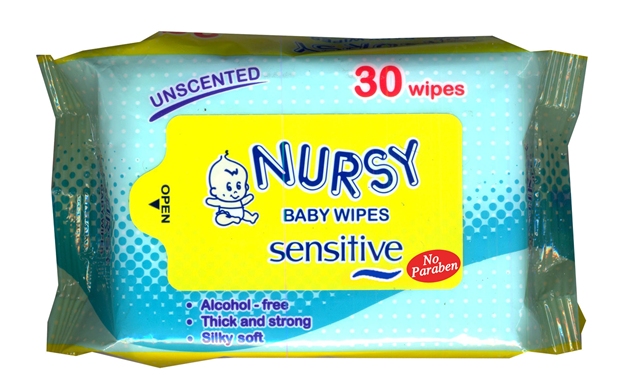 UNSCENTED
30 wipes
OPEN
NURSY
BABY WIPES
sensitive
No
Paraben
• Alcohol - free
• Thick and strong
• Silky soft